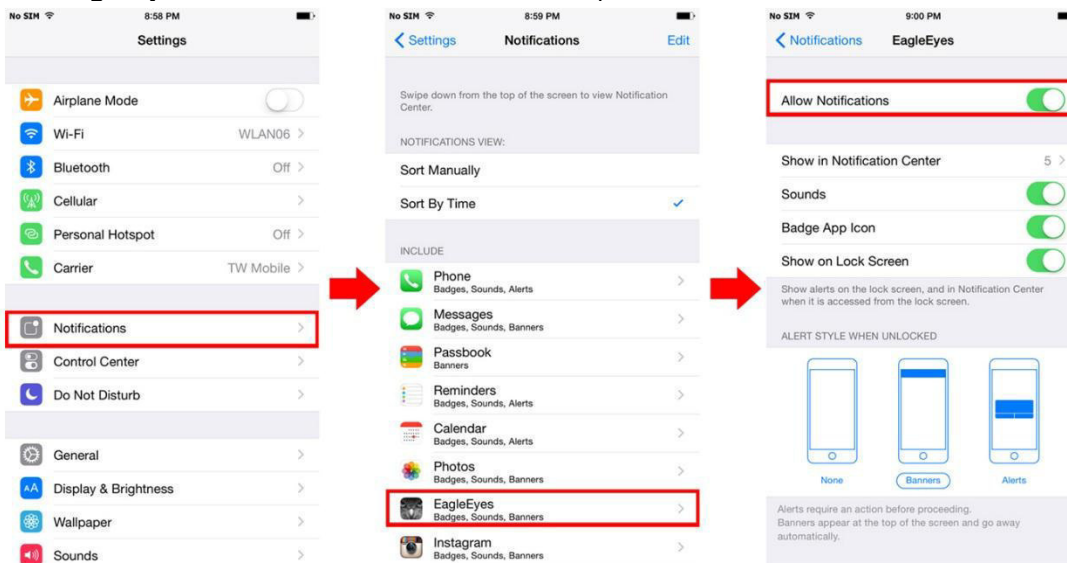 No SIM 8:58 PM
Settings
Airplane Mode
Wi-Fi WLAN06
Bluetooth Off
Cellular
Personal Hotspot Off
Carrier TW Mobile
Notifications
Control Center
Do Not Disturb
General
AA Display & Brightness
Wallpaper
Sounds
No SIM 8:59 PM
Settings Notifications Edit
Swipe down from the top of the screen to view Notification
Center.
NOTIFICATIONS VIEW:
Sort Manually
Sort By Time
INCLUDE
Phone
Badges, Sounds, Alerts
Messages
Badges, Sounds, Banners
Passbook
Banners
Reminders
Badges, Sounds, Alerts
Calendar
Badges, Sounds, Alerts
Photos
Badges, Sounds, Banners
EagleEyes
Badges, Sounds, Banners
Instagram
Badges, Sounds, Banners
No SIM 9:00 PM
Notifications EagleEyes
Allow Notifications
Show in Notification Center 5
Sounds
Badge App Icon
Show on Lock Screen
Show alerts on the lock screen, and in Notification Center
when it is accessed from the lock screen.
ALERT STYLE WHEN UNLOCKED
None Banners Alerts
Alerts require an action before proceeding.
Banners appear at the top of the screen and go away
automatically.